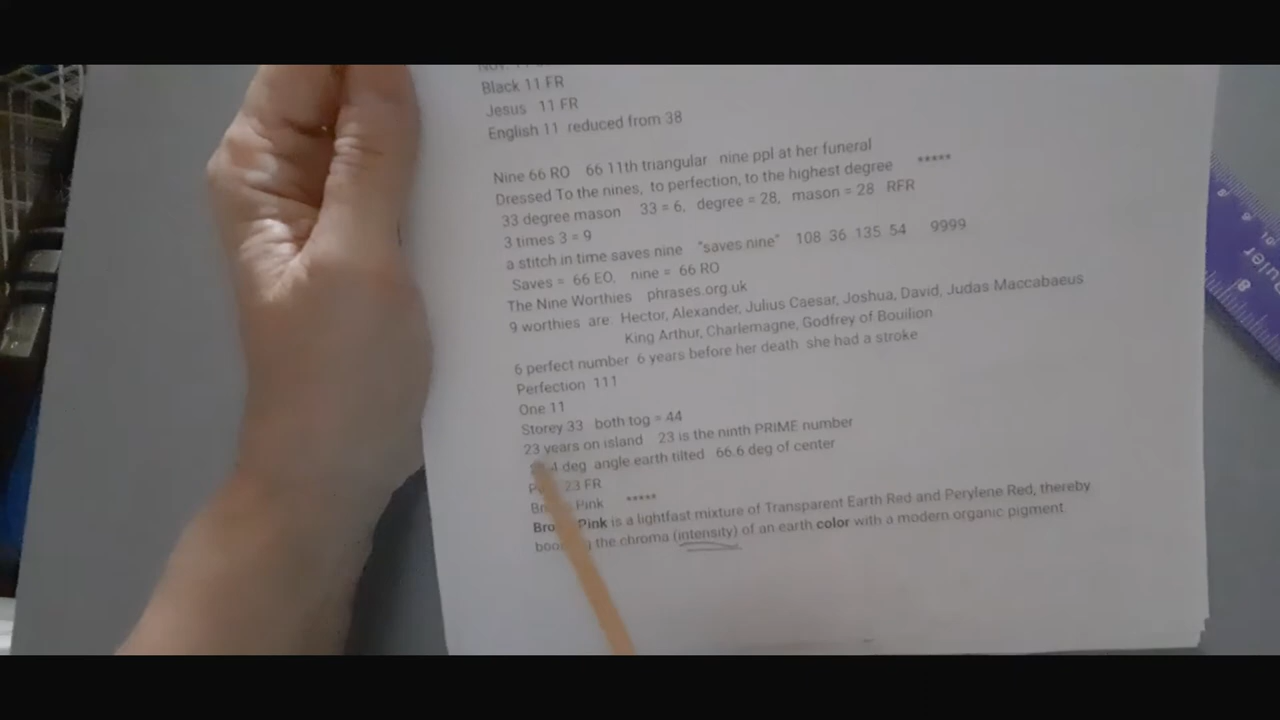 Black 11 FR
Jesus 11 FR
English 11 reduced from 38
Nine 66 RO 66 11th triangular nine ppl at her funeral
Dressed To the nines, to perfection, to the highest degree *****
33 degree mason 33 = 6, degree = 28, mason = 28 RFR
3 times 3 = 9
a stitch in time saves nine "saves nine" 108 36 135 54 9999
Saves = 66 EO, nine = 66 RO
The Nine Worthies phrases.org.uk
9 worthies are Hector, Alexander, Julius Caesar, Joshua, David, Judas Maccabaeus
King Arthur, Charlemagne, Godfrey of Bouilion
6 perfect number 6 years before her death she had a stroke
Perfection 111
One 11
Storey 33 both tog = 44
23 years on island 23 is the ninth PRIME number
deg angle earth tilted 66.6 deg of center
23 FR
Pink *****
Pink is a lightfast mixture of Transparent Earth Red and Perylene Red, thereby
the chroma (intensity) of an earth color with a modern organic pigment
ruler
8